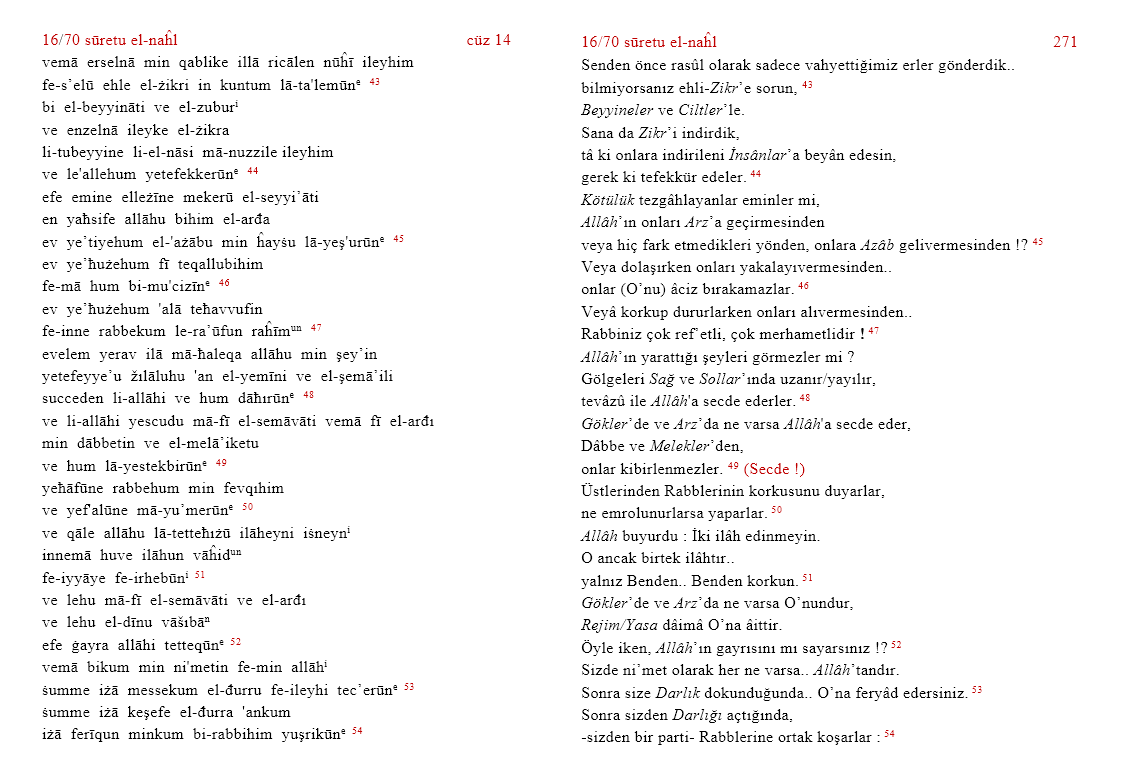 16/70 sūretu el-naĥl cüz 14
vemā erselnā min qablike illā ricālen nūĥī ileyhim
fe-s’elū ehle el-żikri in kuntum lā-ta'lemūnᵉ 43
bi el-beyyināti ve el-zuburⁱ
ve enzelnā ileyke el-żikra
li-tubeyyine li-el-nāsi mā-nuzzile ileyhim
ve le'allehum yetefekkerūnᵉ 44
efe emine elleżīne mekerū el-seyyi’āti
en yaħsife allāhu bihim el-arđa
ev ye’tiyehum el-'ażābu min ĥayśu lā-yeş'urūnᵉ 45
ev ye’ħużehum fī teqallubihim
fe-mā hum bi-mu'cizīnᵉ 46
ev ye’ħużehum 'alā teħavvufin
fe-inne rabbekum le-ra’ūfun raĥīmᵘⁿ 47
evelem yerav ilā mā-ħaleqa allāhu min şey’in
yetefeyye’u žılāluhu 'an el-yemīni ve el-şemā’ili
succeden li-allāhi ve hum dāħırūnᵉ 48
ve li-allāhi yescudu mā-fī el-semāvāti vemā fī el-arđı
min dābbetin ve el-melā’iketu
ve hum lā-yestekbirūnᵉ 49
yeħāfūne rabbehum min fevqıhim
ve yef'alūne mā-yu’merūnᵉ 50
ve qāle allāhu lā-tetteħıżū ilāheyni iśneynⁱ
innemā huve ilāhun vāĥidᵘⁿ
fe-iyyāye fe-irhebūnⁱ 51
ve lehu mā-fī el-semāvāti ve el-arđı
ve lehu el-dīnu vāšıbāⁿ
efe ġayra allāhi tetteqūnᵉ 52
vemā bikum min ni'metin fe-min allāhⁱ
śumme iżā messekum el-đurru fe-ileyhi tec’erūnᵉ 53
śumme iżā keşefe el-đurra 'ankum
iżā ferīqun minkum bi-rabbihim yuşrikūnᵉ 54
16/70 sūretu el-naĥl 271
Senden önce rasûl olarak sadece vahyettiğimiz erler gönderdik..
bilmiyorsanız ehli-Zikr’e sorun, 43
Beyyineler ve Ciltler’le.
Sana da Zikr’i indirdik,
tâ ki onlara indirileni İnsânlar’a beyân edesin,
gerek ki tefekkür edeler. 44
Kötülük tezgâhlayanlar eminler mi,
Allâh’ın onları Arz’a geçirmesinden
veya hiç fark etmedikleri yönden, onlara Azâb gelivermesinden !? 45
Veya dolaşırken onları yakalayıvermesinden..
onlar (O’nu) âciz bırakamazlar. 46
Veyâ korkup dururlarken onları alıvermesinden..
Rabbiniz çok ref’etli, çok merhametlidir ! 47
Allâh’ın yarattığı şeyleri görmezler mi ?
Gölgeleri Sağ ve Sollar’ında uzanır/yayılır,
tevâzû ile Allâh'a secde ederler. 48
Gökler’de ve Arz’da ne varsa Allâh'a secde eder,
Dâbbe ve Melekler’den,
onlar kibirlenmezler. 49 (Secde !)
Üstlerinden Rabblerinin korkusunu duyarlar,
ne emrolunurlarsa yaparlar. 50
Allâh buyurdu : İki ilâh edinmeyin.
O ancak birtek ilâhtır..
yalnız Benden.. Benden korkun. 51
Gökler’de ve Arz’da ne varsa O’nundur,
Rejim/Yasa dâimâ O’na âittir.
Öyle iken, Allâh’ın gayrısını mı sayarsınız !? 52
Sizde ni’met olarak her ne varsa.. Allâh’tandır.
Sonra size Darlık dokunduğunda.. O’na feryâd edersiniz. 53
Sonra sizden Darlığı açtığında,
-sizden bir parti- Rabblerine ortak koşarlar : 54